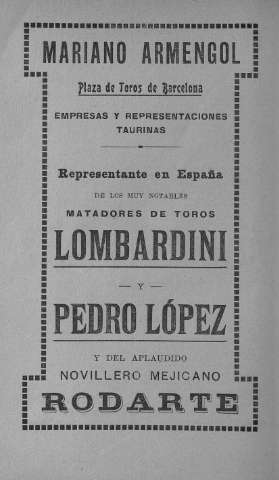 MARIANO ARMENGOL
Plaza de Toros de Barcelona
EMPRESAS Y REPRESENTACIONES
TAURINAS
Representante en España
DE LOS MUY NOTABLES
MATADORES DE TOROS
LOMBARDINI
— Y —
PEDRO LÓPEZ
Y DEL APLAUDIDO
NOVILLERO MEJICANO
RODARTE